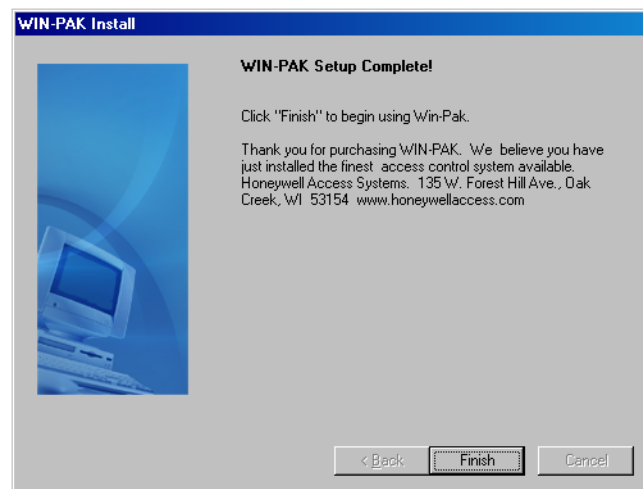 WIN-PAK Install
WIN-PAK Setup Complete!
Click "Finish" to begin using Win-Pak.
Thank you for purchasing WIN-PAK. We believe you have
just installed the finest access control system available.
Honeywell Access Systems. 135 W. Forest Hill Ave., Oak
Creek, WI 53154 www.honeywellaccess.com
< Back
Finish
Cancel